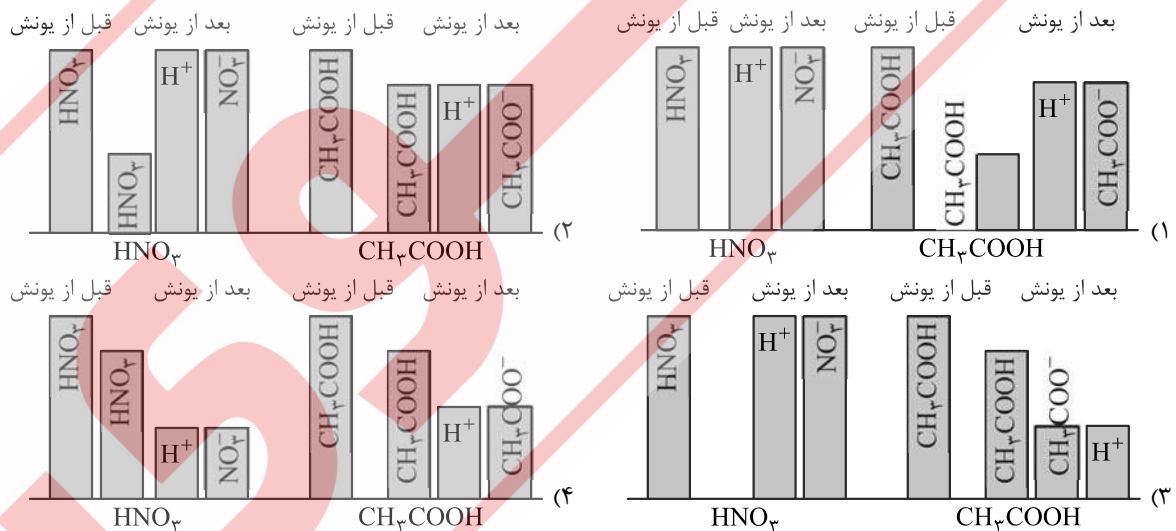 قبل از یونش بعد از یونش قبل از یونش بعد از یونش
HNO۳ H+ NO۳− CH۳COOH CH۳COOH H+ CH۳COO−
HNO۳ CH۳COOH
۱)
قبل از یونش بعد از یونش قبل از یونش بعد از یونش
HNO۳ HNO۳ H+ NO۳− CH۳COOH CH۳COOH H+ CH۳COO−
HNO۳ CH۳COOH
۲)
قبل از یونش بعد از یونش قبل از یونش بعد از یونش
HNO۳ H+ NO۳− CH۳COOH CH۳COOH CH۳COO− H+
HNO۳ CH۳COOH
۳)
قبل از یونش بعد از یونش قبل از یونش بعد از یونش
HNO۳ HNO۳ H+ NO۳− CH۳COOH CH۳COOH H+ CH۳COO−
HNO۳ CH۳COOH
۴)